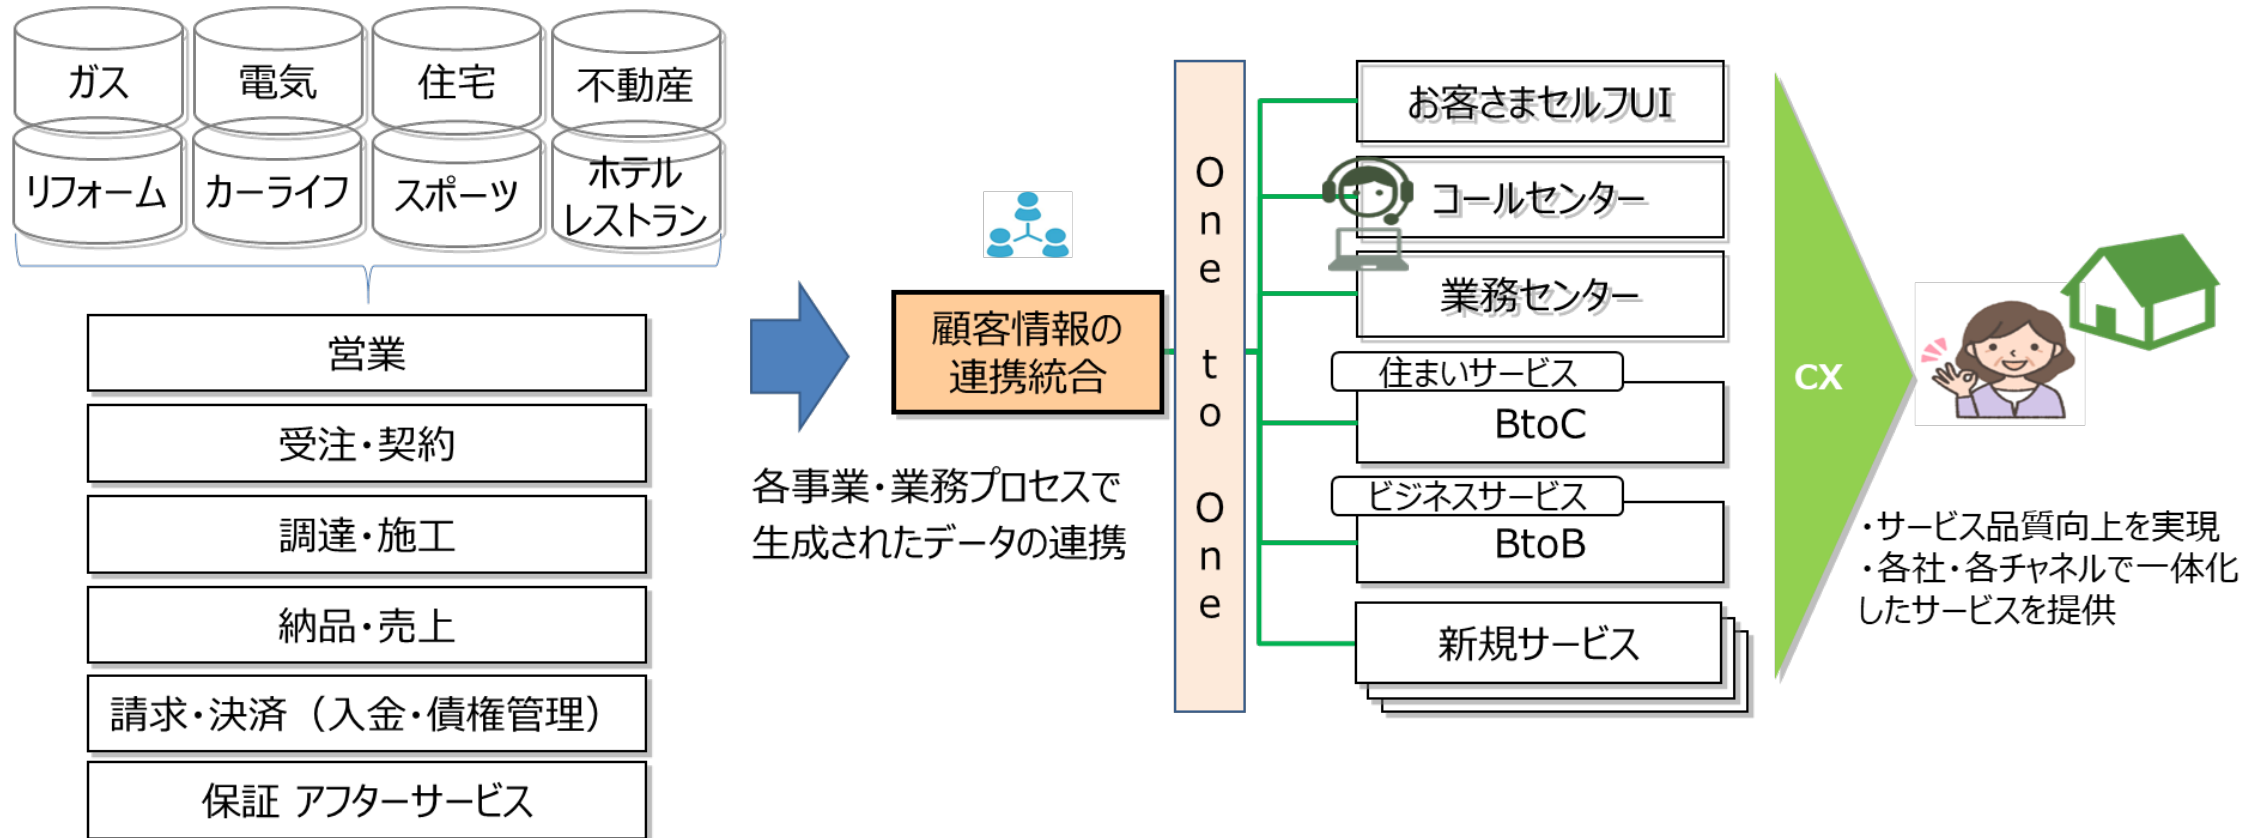 ガス
電気
住宅
不動産
リフォーム
カーライフ
スポーツ
ホテル
レストラン
営業
受注・契約
調達・施工
納品・売上
請求・決済（入金・債権管理）
保証 アフターサービス
顧客情報の
連携統合
各事業・業務プロセスで
生成されたデータの連携
One to One
お客さまセルフUI
コールセンター
業務センター
住まいサービス
BtoC
ビジネスサービス
BtoB
新規サービス
CX
・サービス品質向上を実現
・各社・各チャネルで一体化
したサービスを提供